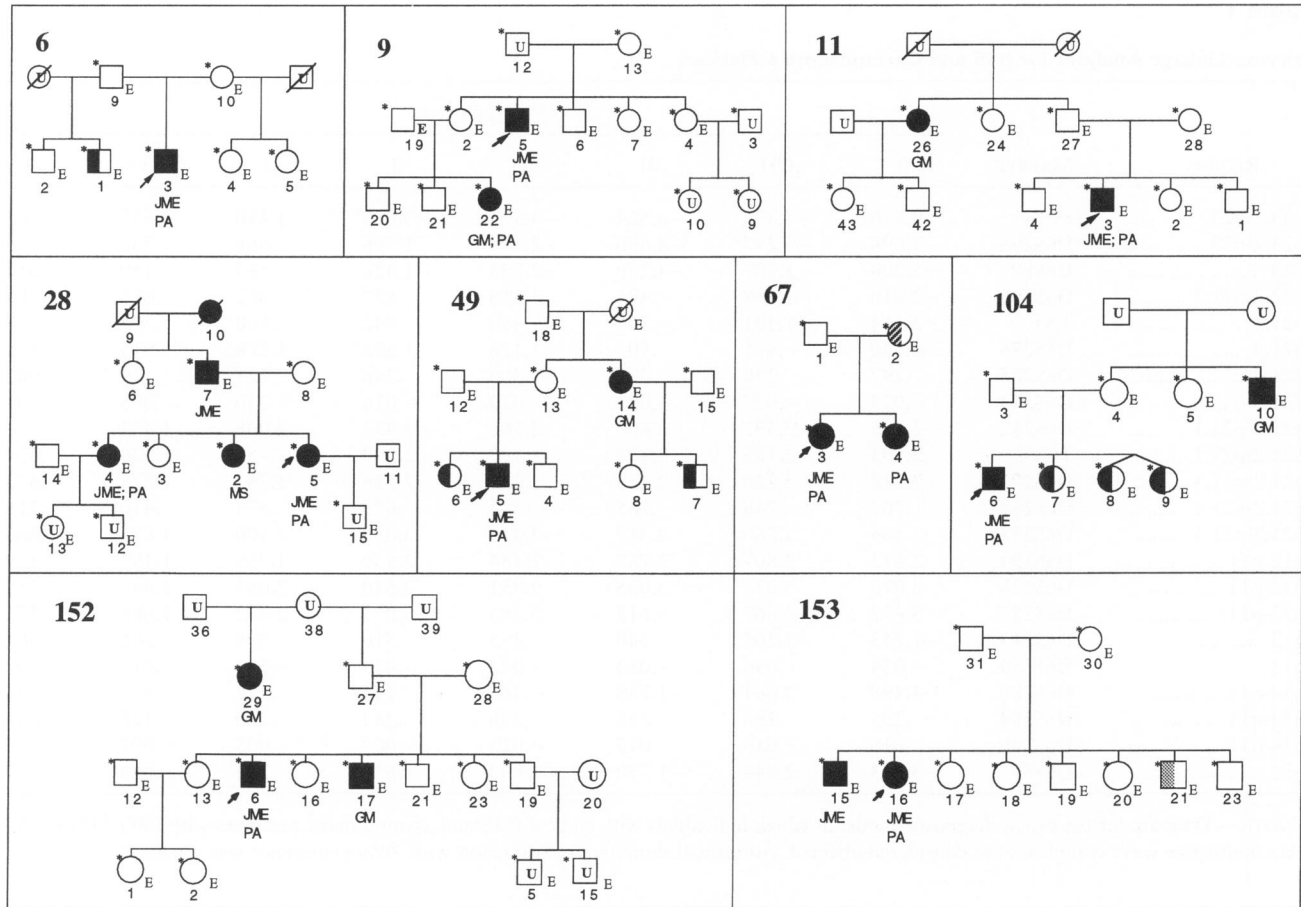 6
U * * U
9 E 10 E
* * * * *
E E E E E
2 1 3 4 5
JME
PA
9
* U * E
12 13
* E * * * * * * U
19 E 2 E 5 E 6 E 7 E 4 3
JME
PA
* * * * U * U
20 E 21 E 22 E 10 E 9 E
GM; PA
11
U U
U * E * E * E * E
26 24 27 28
GM
* E * E * E * E * E * E
43 42 4 3 2 1
JME; PA
28
U *
9 10
* E * E * E
6 7 8
JME
* E * E * E * E * E U
14 4 3 2 5 11
JME; PA MS JME
PA
* U E * U E * U E
13 12 15
49
* E U E
18
* E * E * E * E
12 13 14 15
GM
* E * E * E * E * E
6 5 4 8 7
JME
PA
67
* E * E
1 2
* E * E
3 4
JME PA
PA
104
U U
* E * E * E * E
3 4 5 10
GM
* E * E * E * E
6 7 8 9
JME
PA
152
U U U
36 38 39
* E * E * E
29 27 28
GM
* E * E * E * E * E * E * E * E U
12 13 6 16 17 21 23 19 20
JME GM
PA
* E * E * U E * U E
1 2 5 15
153
* E * E
31 30
* E * E * E * E * E * E * E * E
15 16 17 18 19 20 21 23
JME JME
PA